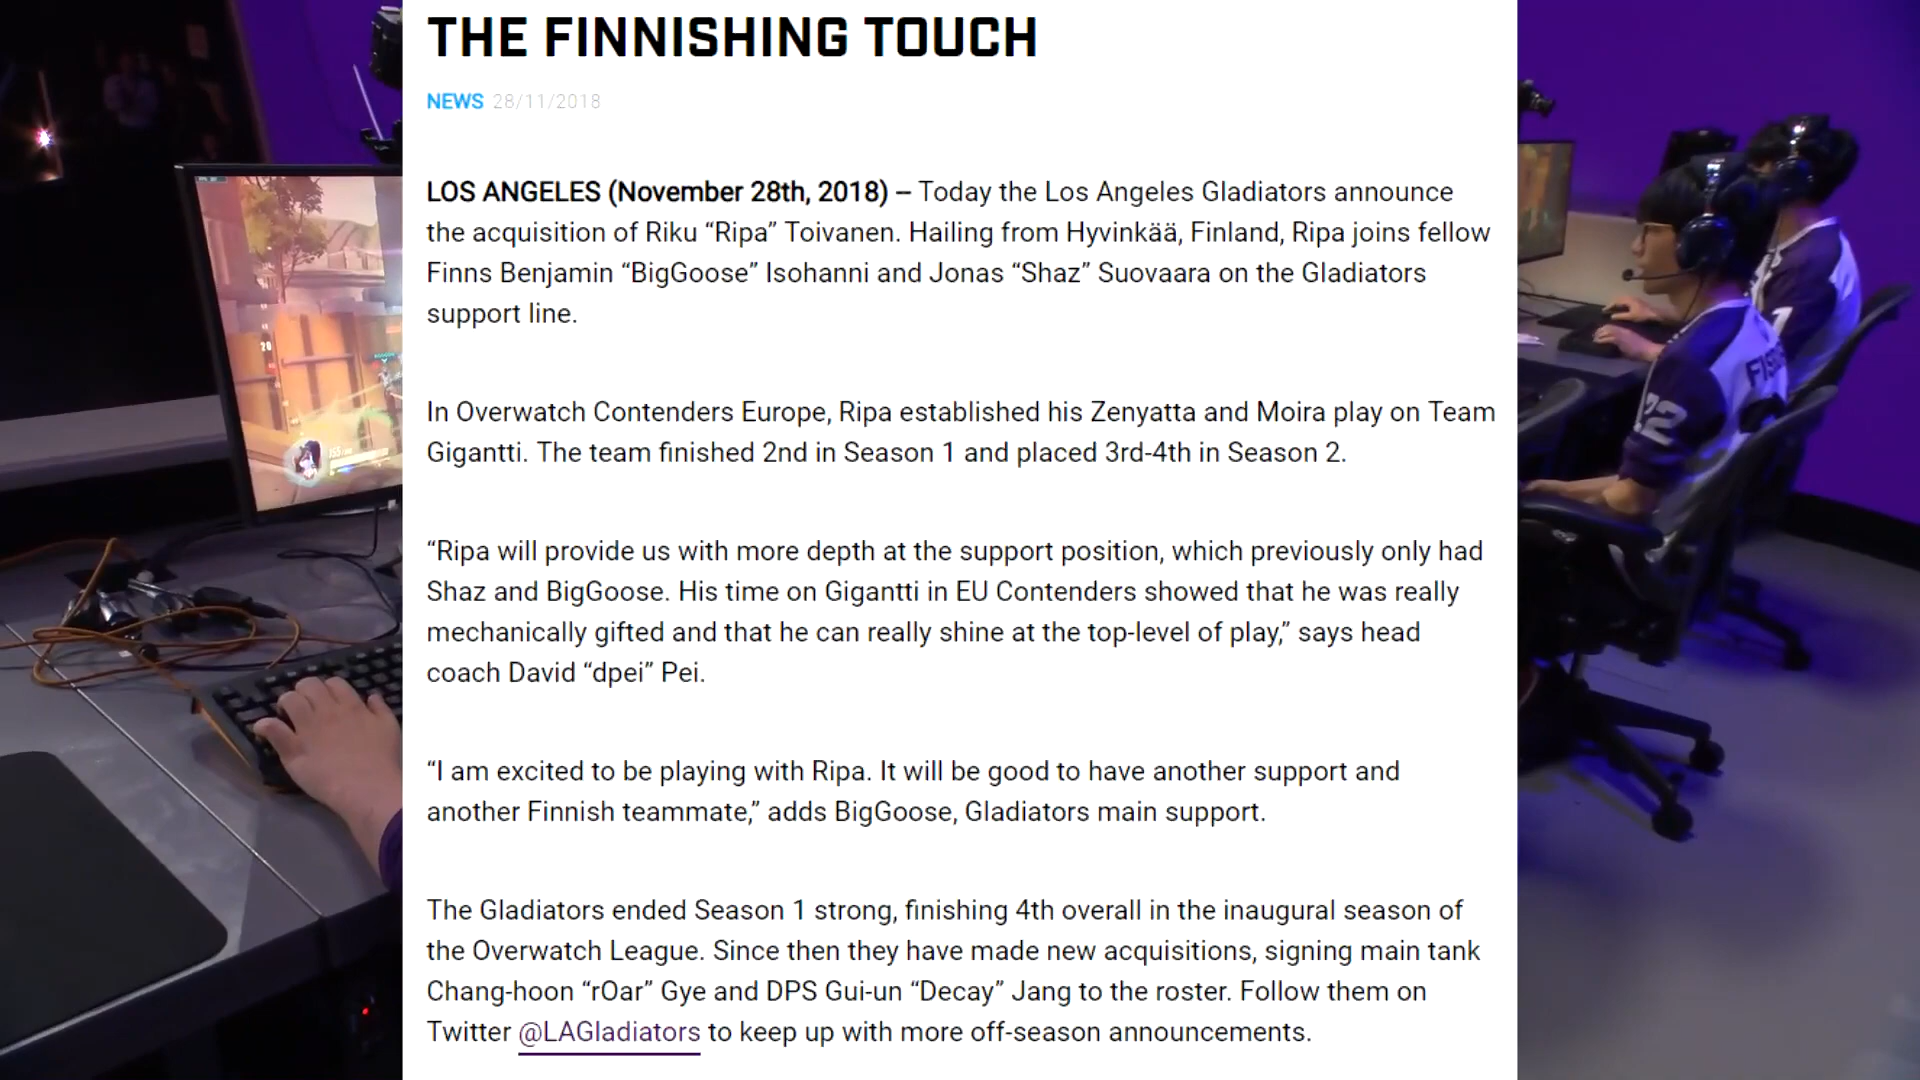 THE FINNISHING TOUCH
NEWS 28/11/2018
LOS ANGELES (November 28th, 2018) – Today the Los Angeles Gladiators announce
the acquisition of Riku “Ripa” Toivanen. Hailing from Hyvinkää, Finland, Ripa joins fellow
Finns Benjamin “BigGoose” Isohanni and Jonas “Shaz” Suovaara on the Gladiators
support line.
In Overwatch Contenders Europe, Ripa established his Zenyatta and Moira play on Team
Gigantti. The team finished 2nd in Season 1 and placed 3rd-4th in Season 2.
“Ripa will provide us with more depth at the support position, which previously only had
Shaz and BigGoose. His time on Gigantti in EU Contenders showed that he was really
mechanically gifted and that he can really shine at the top-level of play,” says head
coach David “dpei” Pei.
“I am excited to be playing with Ripa. It will be good to have another support and
another Finnish teammate,” adds BigGoose, Gladiators main support.
The Gladiators ended Season 1 strong, finishing 4th overall in the inaugural season of
the Overwatch League. Since then they have made new acquisitions, signing main tank
Chang-hoon “rOar” Gye and DPS Gui-un “Decay” Jang to the roster. Follow them on
Twitter @LAGladiators to keep up with more off-season announcements.
22